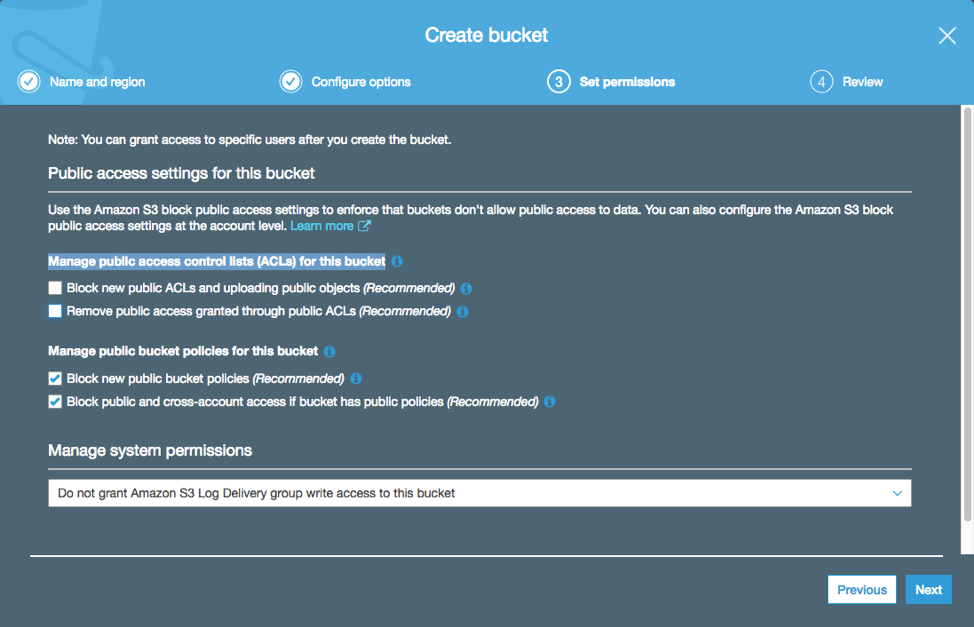 Create bucket
Name and region
Configure options
3 Set permissions
4 Review
Note: You can grant access to specific users after you create the bucket.
Public access settings for this bucket
Use the Amazon S3 block public access settings to enforce that buckets don't allow public access to data. You can also configure the Amazon S3 block
public access settings at the account level. Learn more
Manage public access control lists (ACLs) for this bucket
Block new public ACLs and uploading public objects (Recommended)
Remove public access granted through public ACLs (Recommended)
Manage public bucket policies for this bucket
Block new public bucket policies (Recommended)
Block public and cross-account access if bucket has public policies (Recommended)
Manage system permissions
Do not grant Amazon S3 Log Delivery group write access to this bucket
Previous
Next